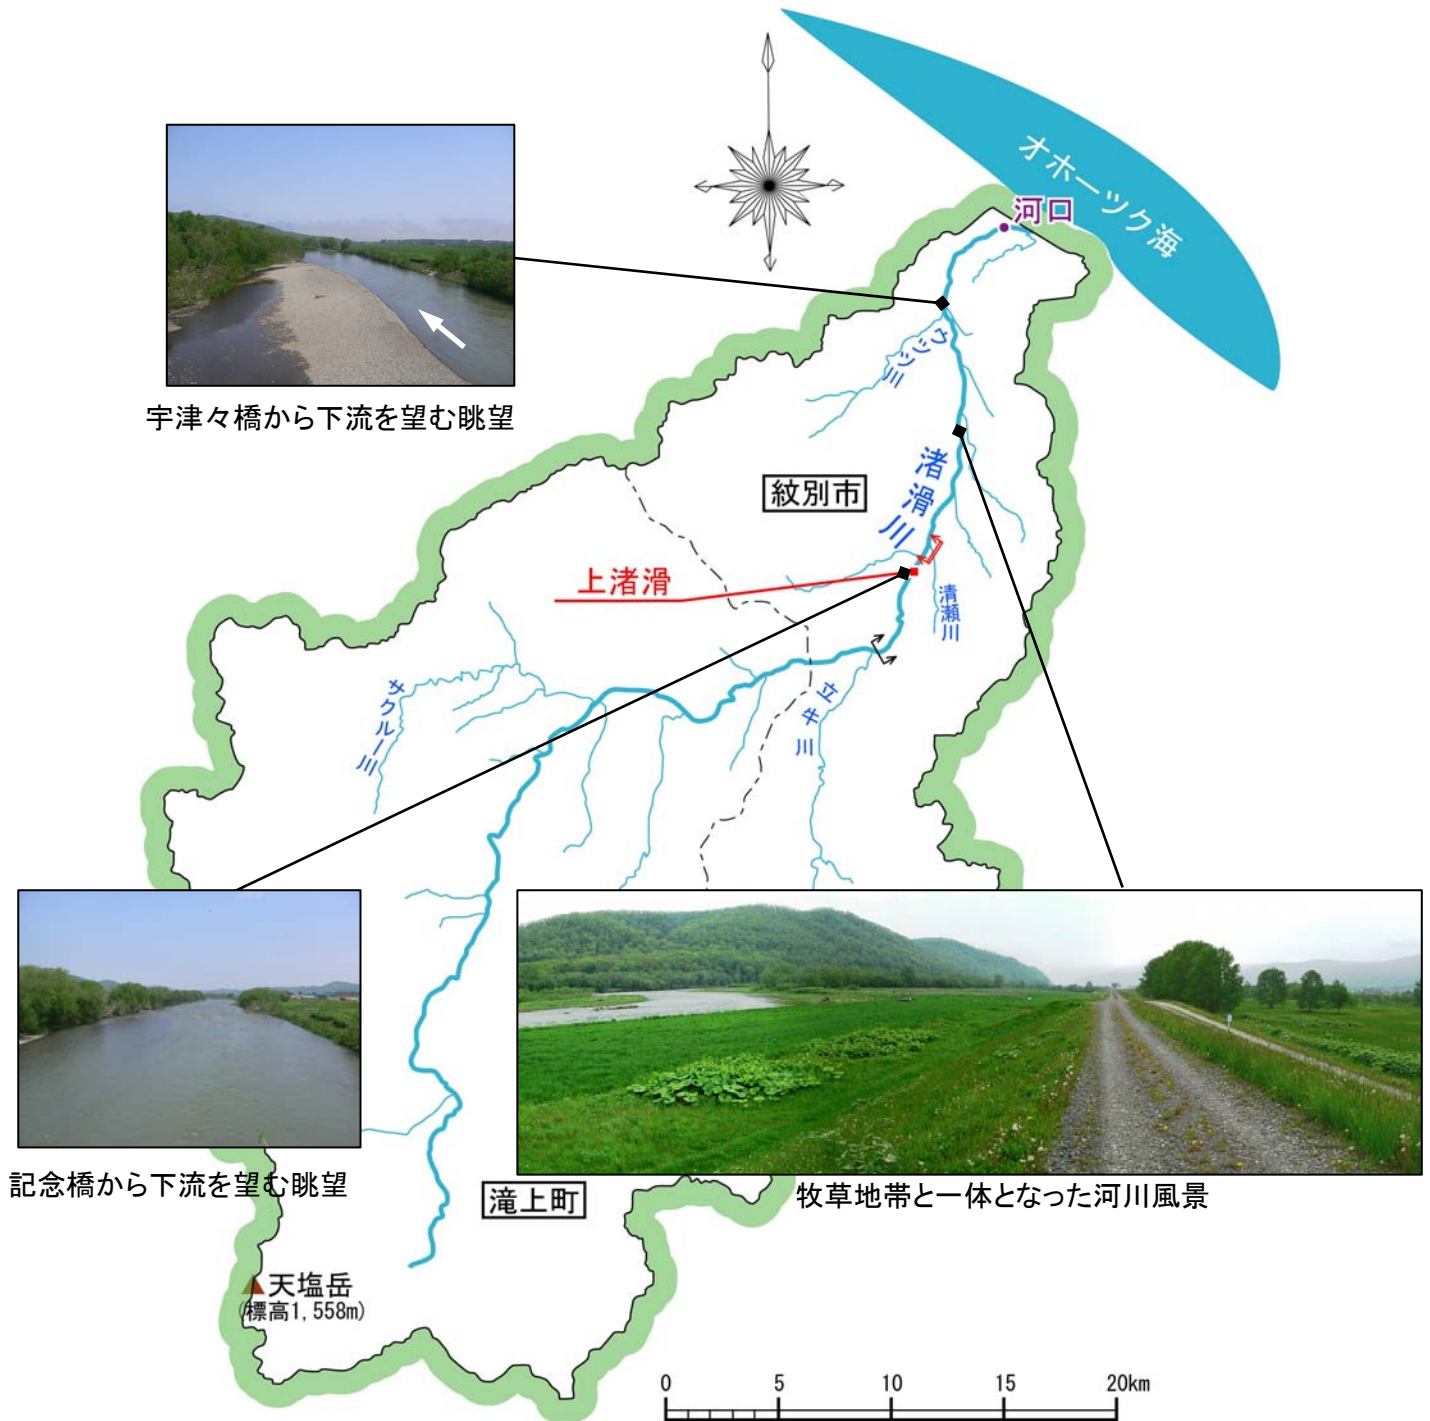 オホーツク海
河口
ウツツ川
宇津々橋から下流を望む眺望
渚滑川
紋別市
上渚滑
清瀬川
立牛川
サクルー川
記念橋から下流を望む眺望
牧草地帯と一体となった河川風景
滝上町
天塩岳
(標高1,558m)
0 5 10 15 20km